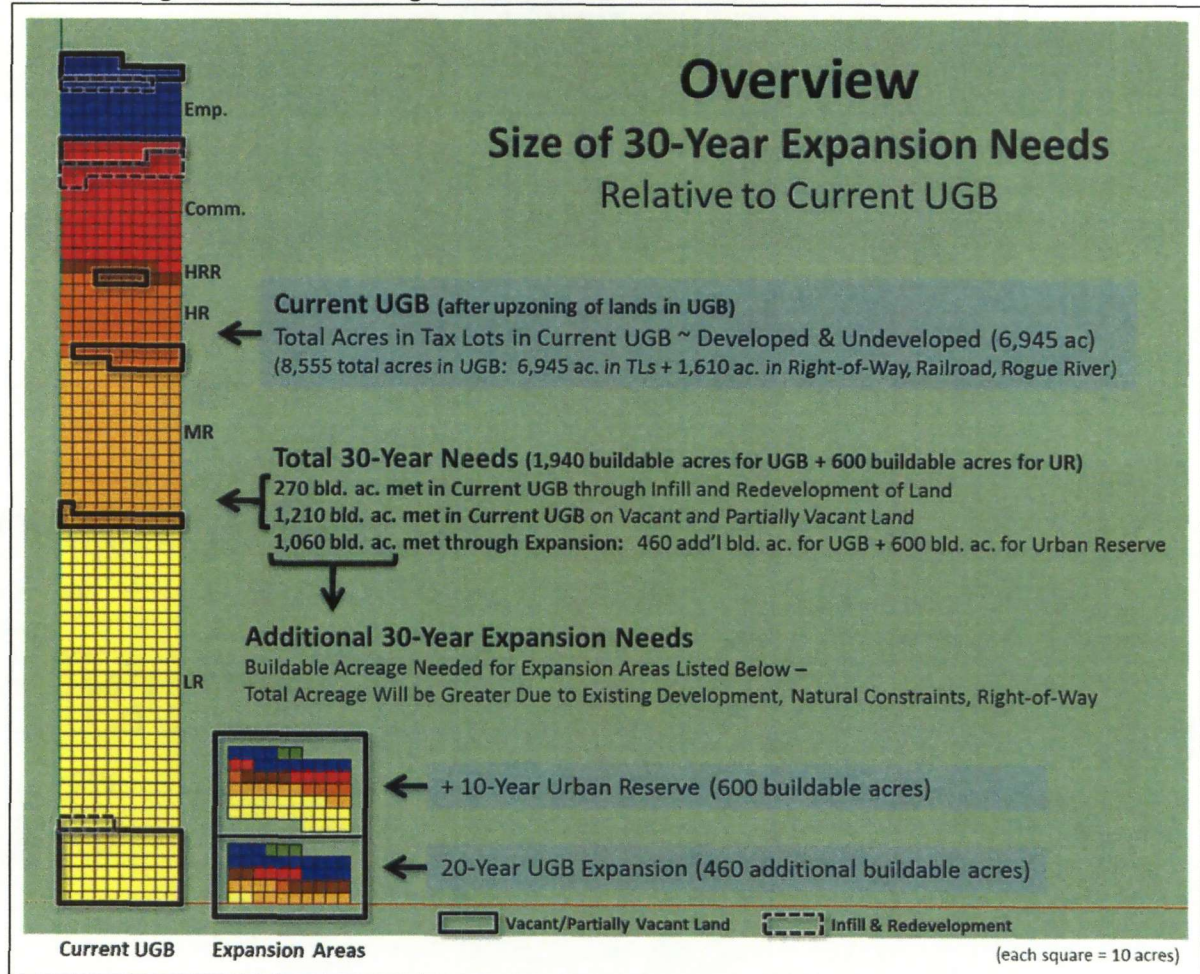 Overview
Size of 30-Year Expansion Needs
Relative to Current UGB
Emp.
Comm.
HRR
HR
MR
LR
Current UGB (after upzoning of lands in UGB)
Total Acres in Tax Lots in Current UGB ~ Developed & Undeveloped (6,945 ac)
(8,555 total acres in UGB: 6,945 ac. in TLs + 1,610 ac. in Right-of-Way, Railroad, Rogue River)
Total 30-Year Needs (1,940 buildable acres for UGB + 600 buildable acres for UR)
270 bld. ac. met in Current UGB through Infill and Redevelopment of Land
1,210 bld. ac. met in Current UGB on Vacant and Partially Vacant Land
1,060 bld. ac. met through Expansion: 460 add'l bld. ac. for UGB + 600 bld. ac. for Urban Reserve
Additional 30-Year Expansion Needs
Buildable Acreage Needed for Expansion Areas Listed Below –
Total Acreage Will be Greater Due to Existing Development, Natural Constraints, Right-of-Way
+ 10-Year Urban Reserve (600 buildable acres)
20-Year UGB Expansion (460 additional buildable acres)
Vacant/Partially Vacant Land
Infill & Redevelopment
Current UGB
Expansion Areas
(each square = 10 acres)